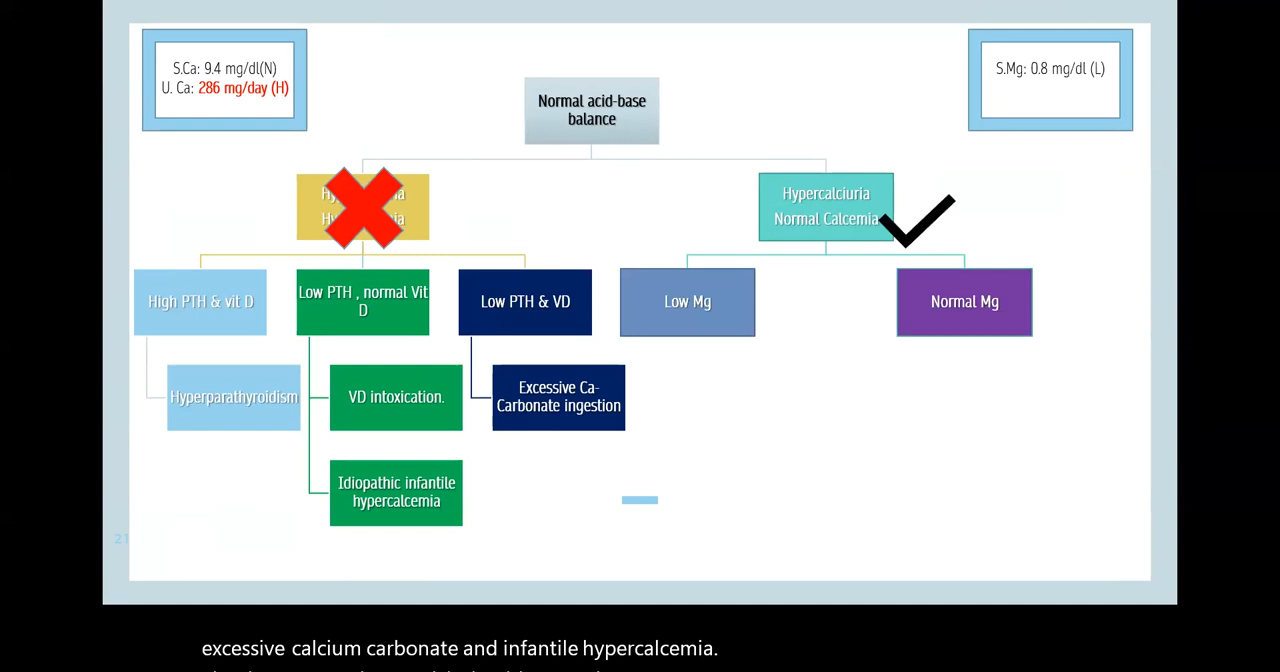 S.Ca: 9.4 mg/dl(N)
U. Ca: 286 mg/day (H)
S.Mg: 0.8 mg/dl (L)
Normal acid-base
balance
Hypercalciuria
Normal Calcemia
High PTH & vit D
Low PTH , normal Vit
D
Low PTH & VD
Low Mg
Normal Mg
Hyperparathyroidism
VD intoxication.
Excessive Ca-
Carbonate ingestion
Idiopathic infantile
hypercalcemia
21
excessive calcium carbonate and infantile hypercalcemia.